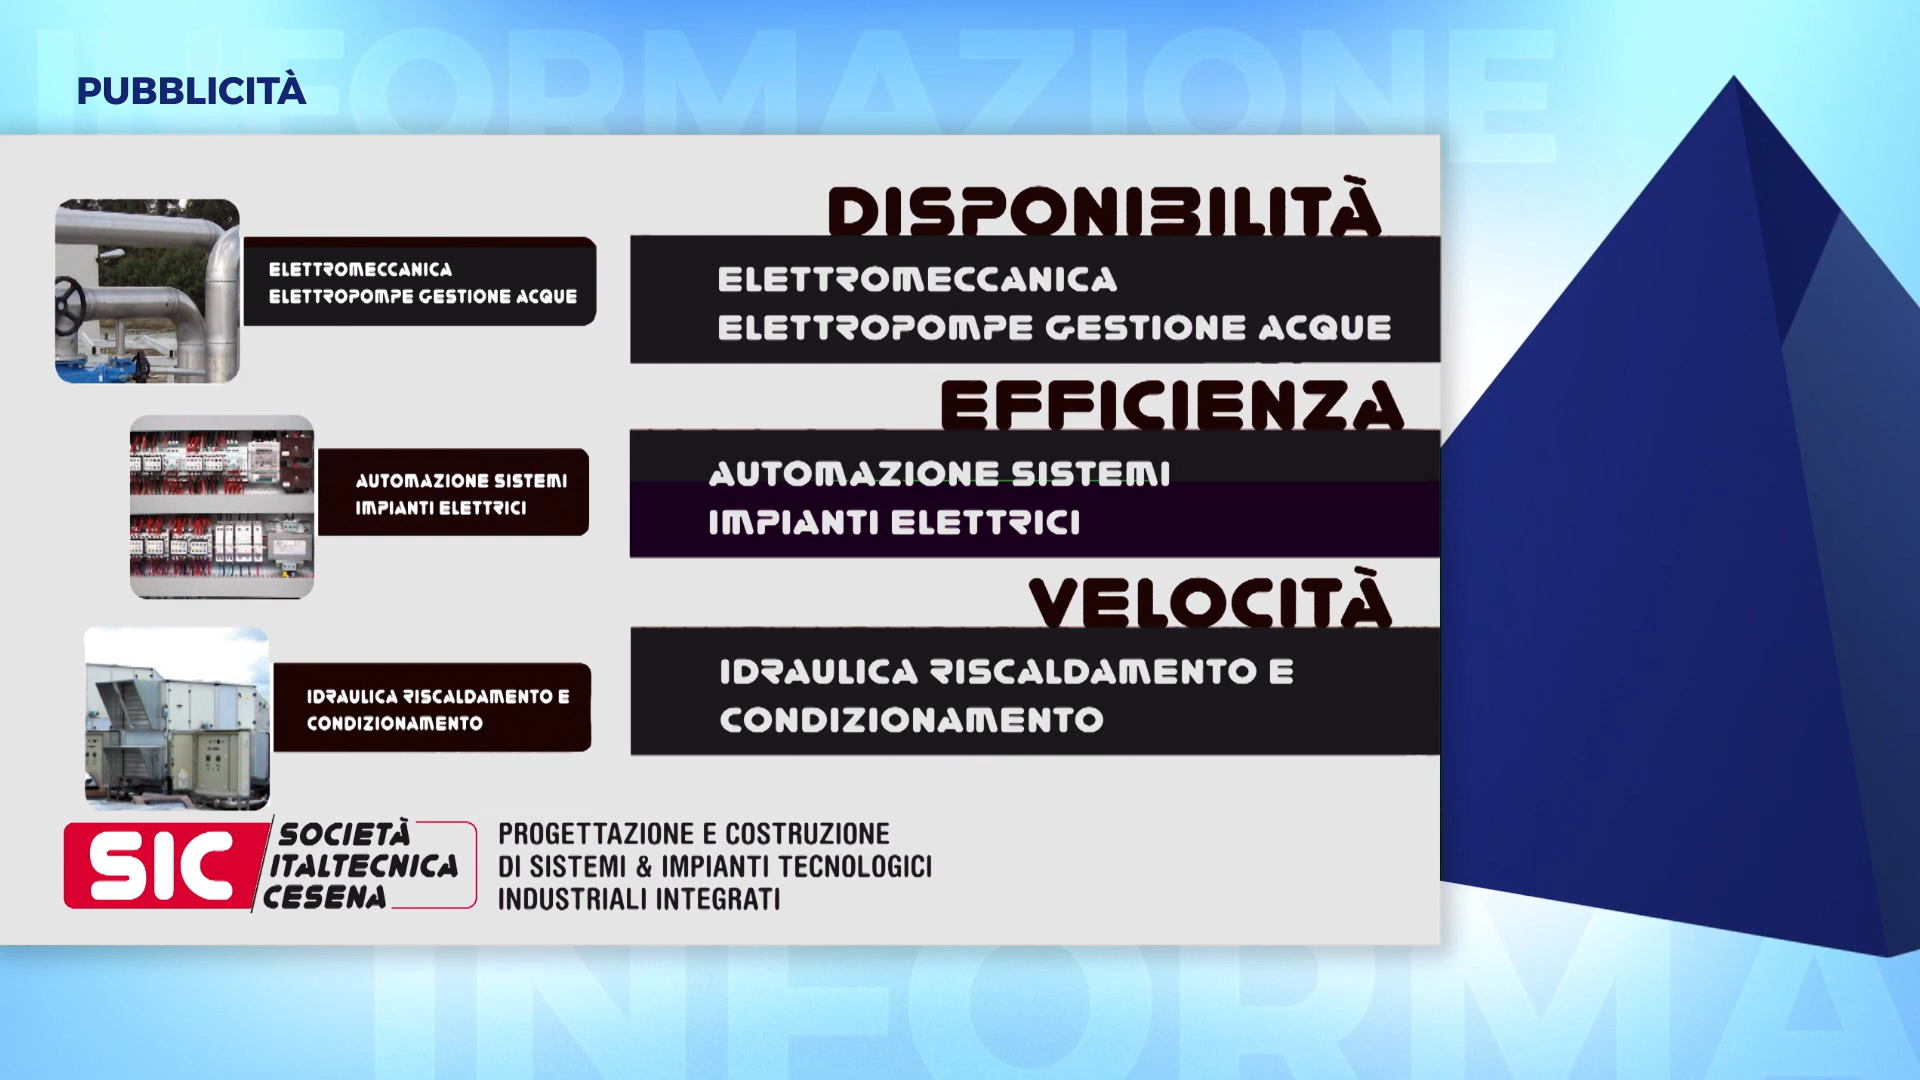 INFORMAZIONE
PUBBLICITÀ
ELETTROMECCANICA
ELETTROPOMPE GESTIONE ACQUE
AUTOMAZIONE SISTEMI
IMPIANTI ELETTRICI
IDRAULICA RISCALDAMENTO E
CONDIZIONAMENTO
DISPONIBILITÀ
ELETTROMECCANICA
ELETTROPOMPE GESTIONE ACQUE
EFFICIENZA
AUTOMAZIONE SISTEMI
IMPIANTI ELETTRICI
VELOCITÀ
IDRAULICA RISCALDAMENTO E
CONDIZIONAMENTO
SIC
SOCIETÀ
ITALTECNICA
CESENA
PROGETTAZIONE E COSTRUZIONE
DI SISTEMI & IMPIANTI TECNOLOGICI
INDUSTRIALI INTEGRATI
INFORMA